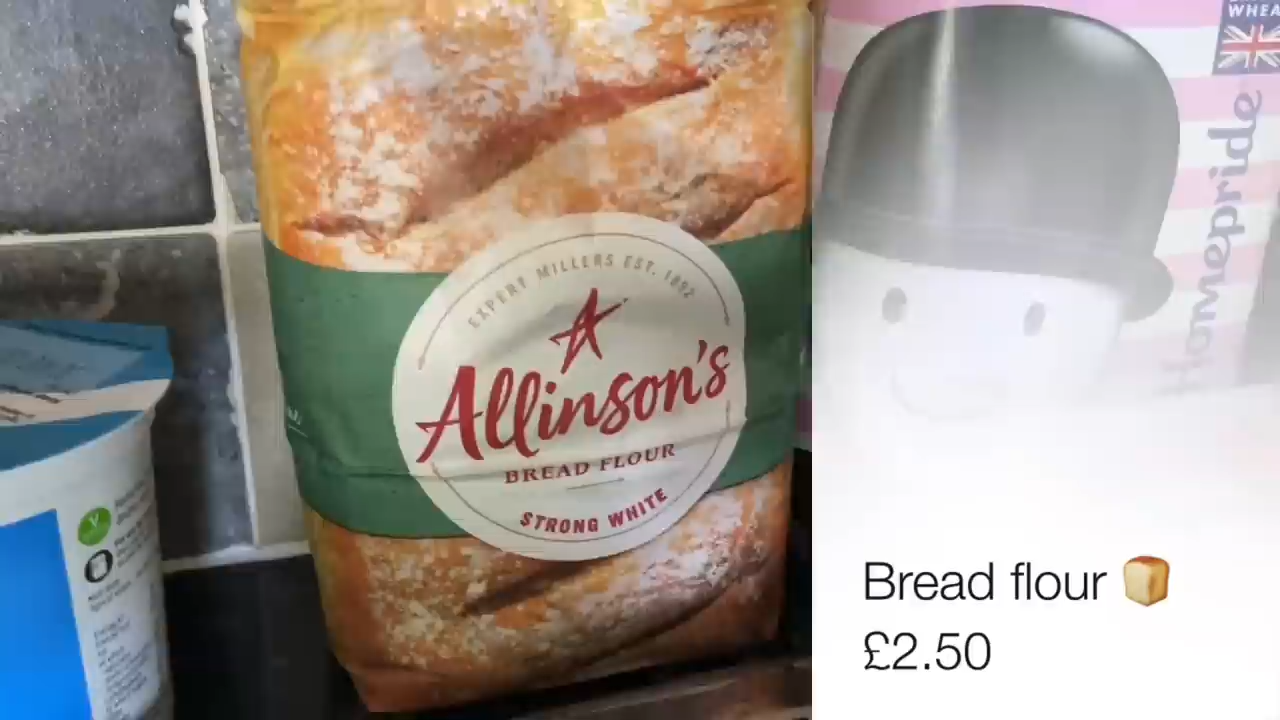 EXPERT MILLERS EST. 1892
Allinson's
BREAD FLOUR
STRONG WHITE
WHEA
Homepride
Bread flour
£2.50